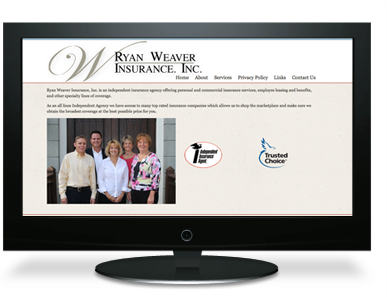 W
RYAN WEAVER
INSURANCE, INC.
Home About Services Privacy Policy Links Contact Us
Ryan Weaver Insurance, Inc. is an independent insurance agency offering personal and commercial insurance services, employee leasing and benefits,
and other specialty lines of coverage.
As an all lines Independent Agency we have access to many top rated insurance companies which allows us to shop the marketplace and make sure we
obtain the broadest coverage at the best possible price for you.
Independent
Insurance
Agent
Trusted
Choice